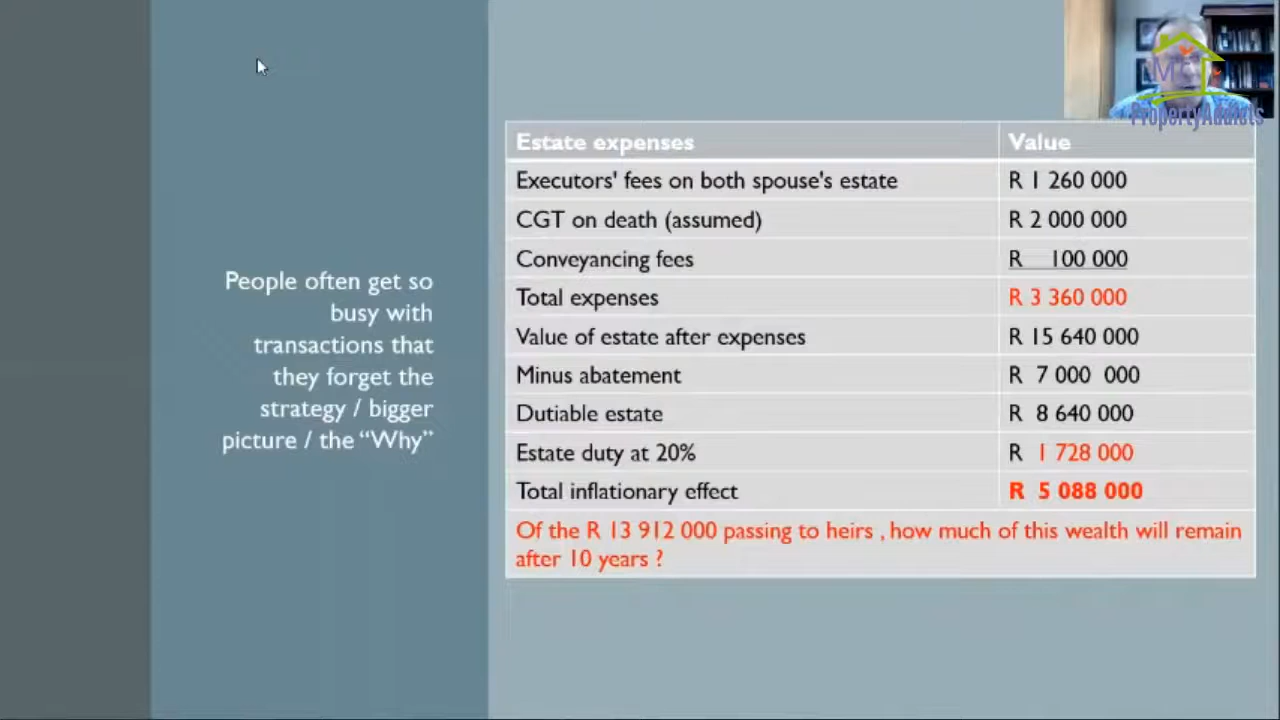 People often get so
busy with
transactions that
they forget the
strategy / bigger
picture / the “Why”
PropertyAddicts
Estate expenses Value
Executors' fees on both spouse's estate R 1 260 000
CGT on death (assumed) R 2 000 000
Conveyancing fees R 100 000
Total expenses R 3 360 000
Value of estate after expenses R 15 640 000
Minus abatement R 7 000 000
Dutiable estate R 8 640 000
Estate duty at 20% R 1 728 000
Total inflationary effect R 5 088 000
Of the R 13 912 000 passing to heirs , how much of this wealth will remain
after 10 years ?